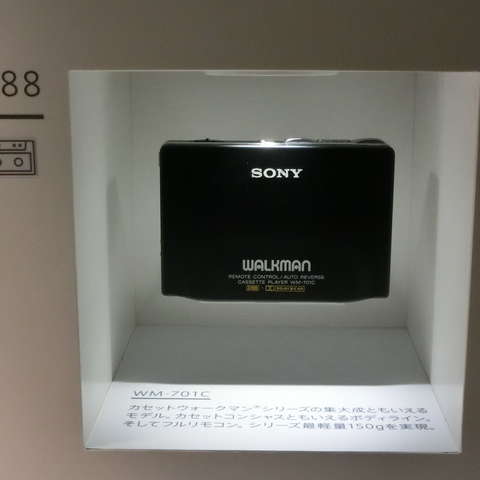 88
SONY
WALKMAN
REMOTE CONTROL/AUTO REVERSE
CASSETTE PLAYER WM-701C
WM-701C
カセットウォークマン®シリーズの集大成ともいえる
モデル。カセットコンシャスともいえるボディライン。
そしてフルリモコン。シリーズ最軽量150gを実現。